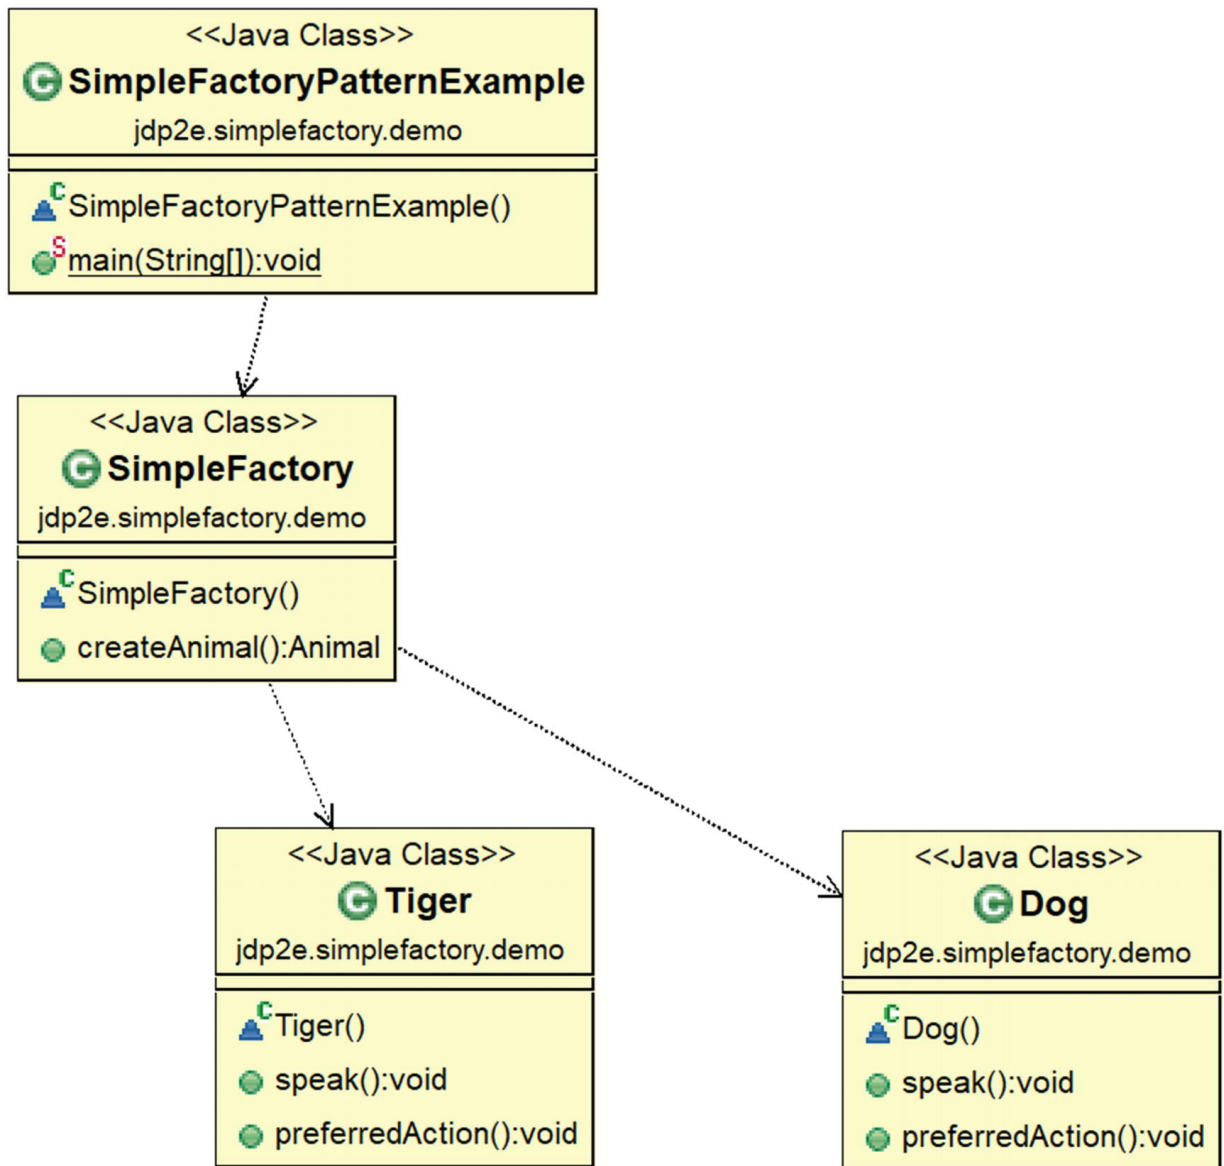 <<Java Class>>
SimpleFactoryPatternExample
jdp2e.simplefactory.demo
SimpleFactoryPatternExample()
main(String[]):void
<<Java Class>>
SimpleFactory
jdp2e.simplefactory.demo
SimpleFactory()
createAnimal():Animal
<<Java Class>>
Tiger
jdp2e.simplefactory.demo
Tiger()
speak():void
preferredAction():void
<<Java Class>>
Dog
jdp2e.simplefactory.demo
Dog()
speak():void
preferredAction():void